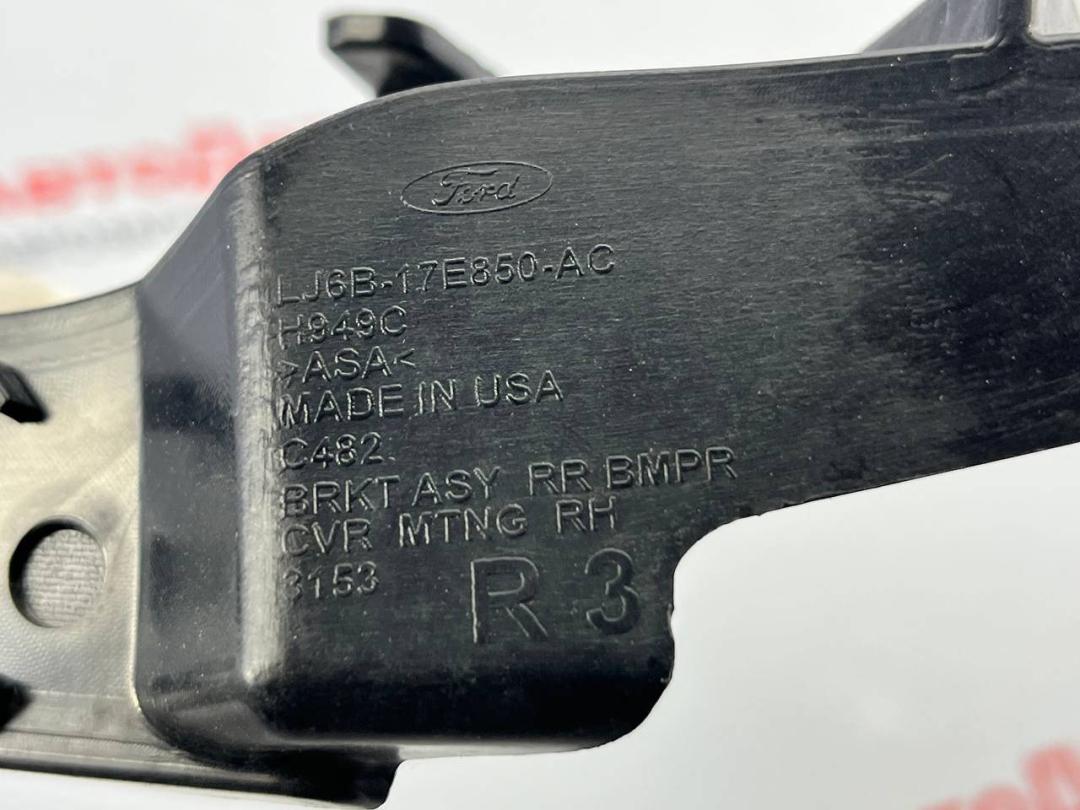 Ford
LJ6B-17E850-AC
H949C
>ASA<
MADE IN USA
C482.
BRKT ASY RR BMPR
CVR MTNG RH
3153
R 3